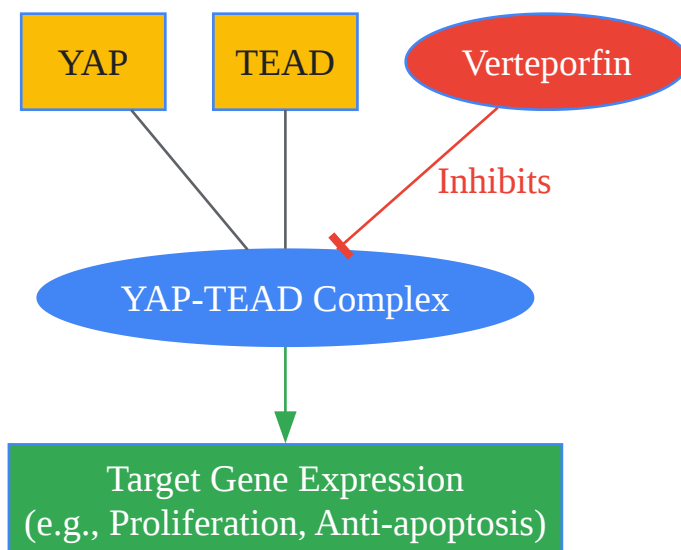 YAP
TEAD
Verteporfin
Inhibits
YAP-TEAD Complex
Target Gene Expression
(e.g., Proliferation, Anti-apoptosis)